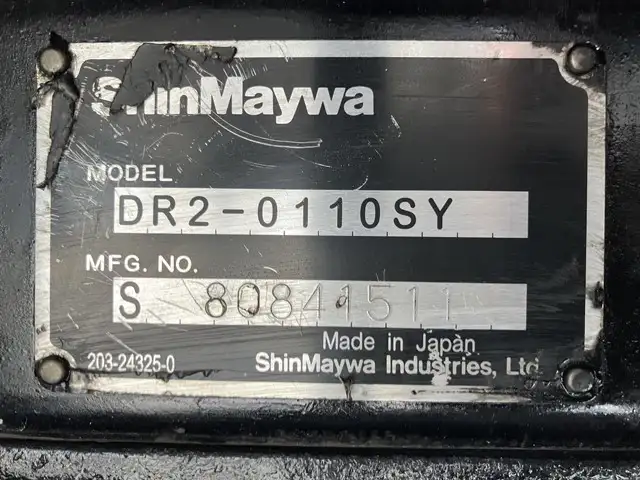 ShinMaywa
MODEL
DR2-0110SY
MFG. NO.
S 80841511
Made in Japan
203-24325-0 ShinMaywa Industries, Ltd.